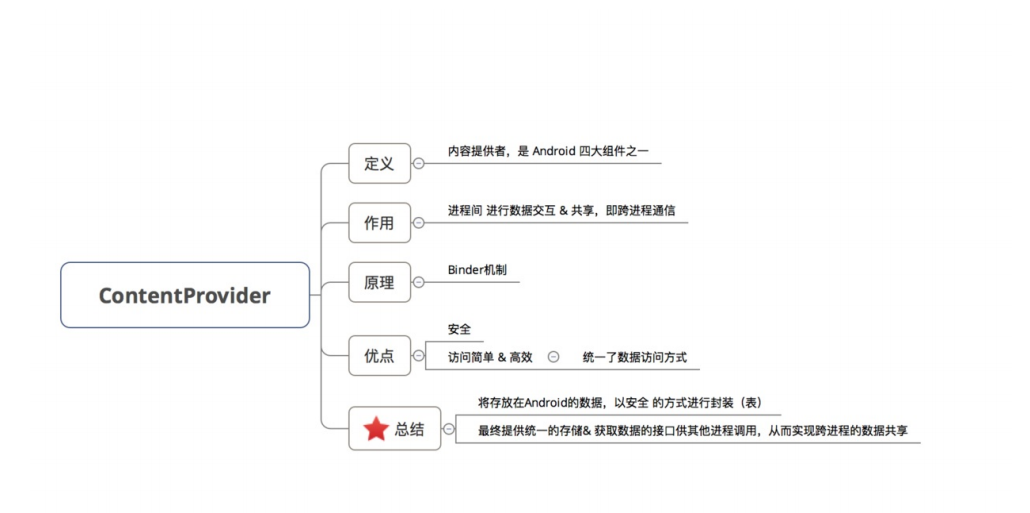 定义
内容提供者，是 Android 四大组件之一
作用
进程间 进行数据交互 & 共享，即跨进程通信
ContentProvider
原理
Binder机制
优点
安全
访问简单 & 高效
统一了数据访问方式
总结
将存放在Android的数据，以安全 的方式进行封装（表）
最终提供统一的存储& 获取数据的接口供其他进程调用，从而实现跨进程的数据共享